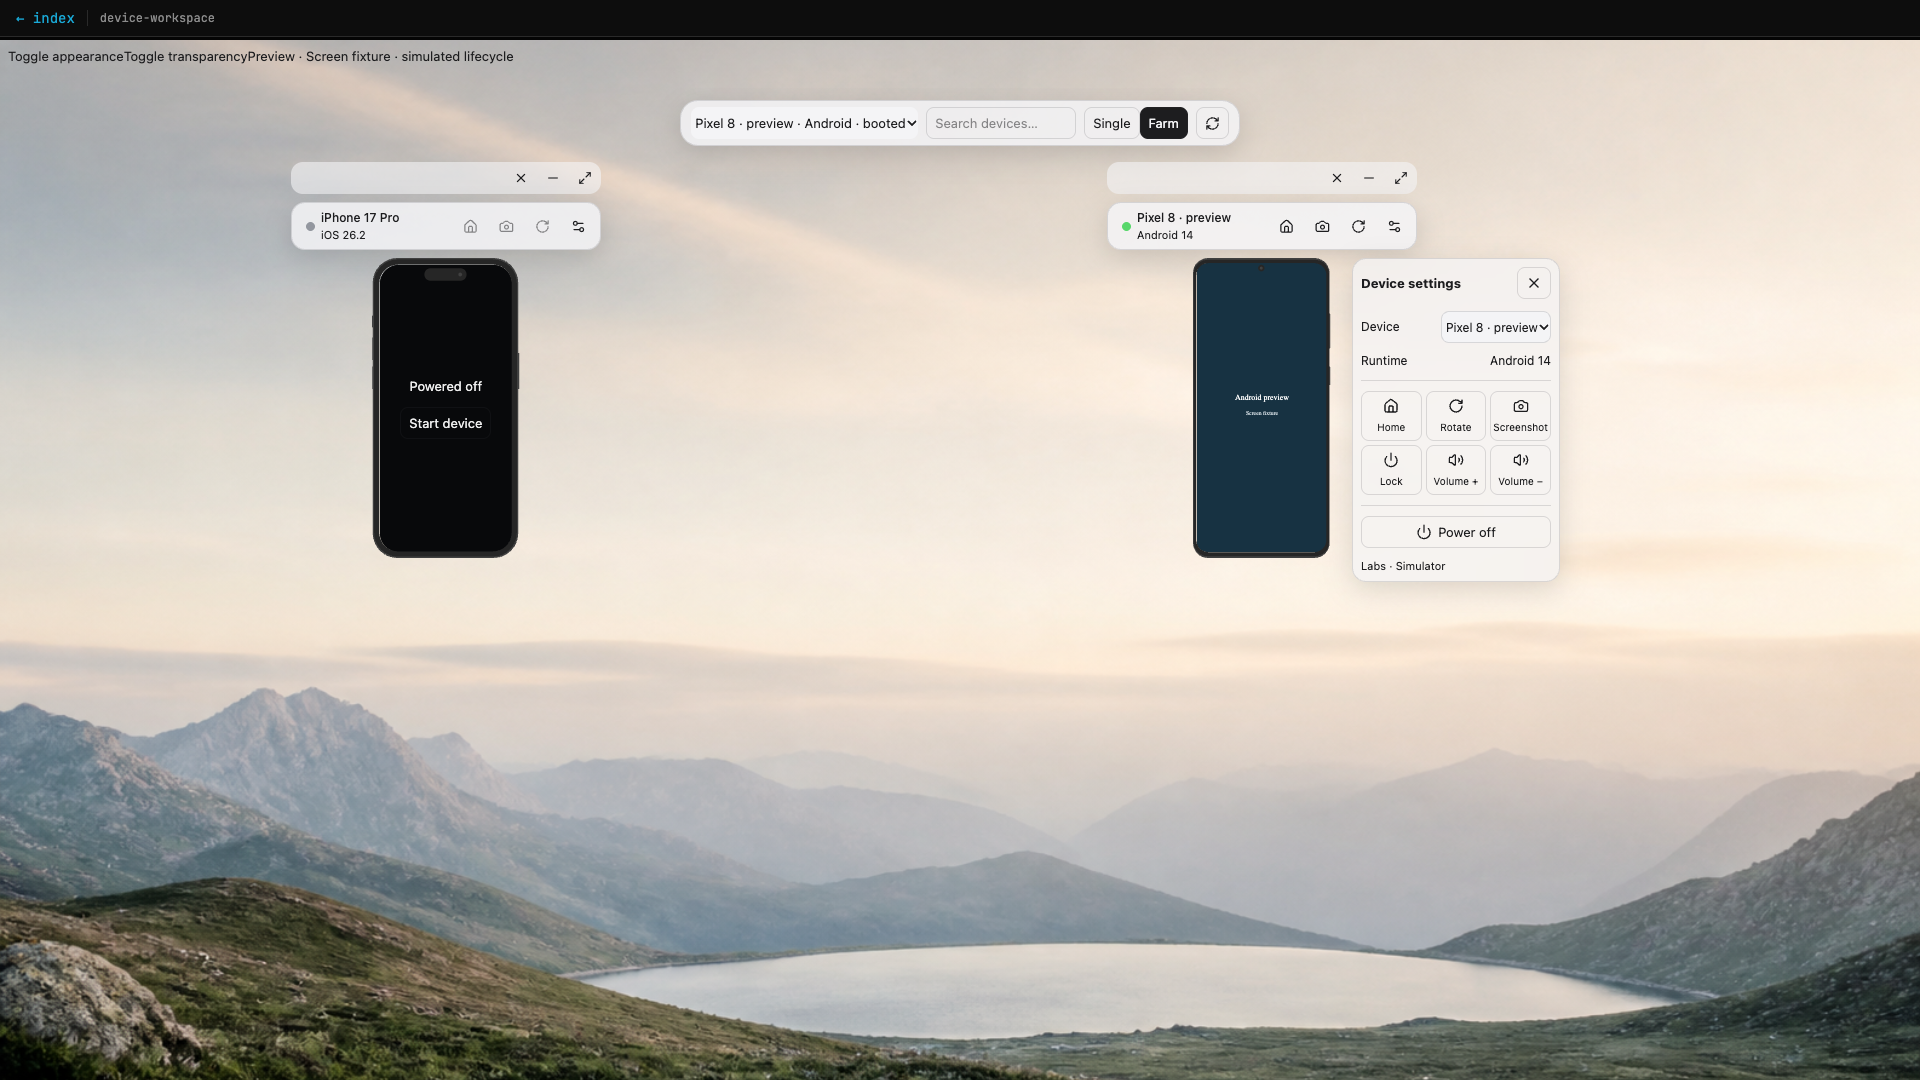 ← index
device-workspace
Toggle appearanceToggle transparencyPreview · Screen fixture · simulated lifecycle
Pixel 8 · preview · Android · booted
Search devices...
Single
Farm
iPhone 17 Pro
iOS 26.2
Pixel 8 · preview
Android 14
Powered off
Start device
Android preview
Screen fixture
Device settings
Device
Pixel 8 · preview
Runtime
Android 14
Home
Rotate
Screenshot
Lock
Volume +
Volume −
Power off
Labs · Simulator